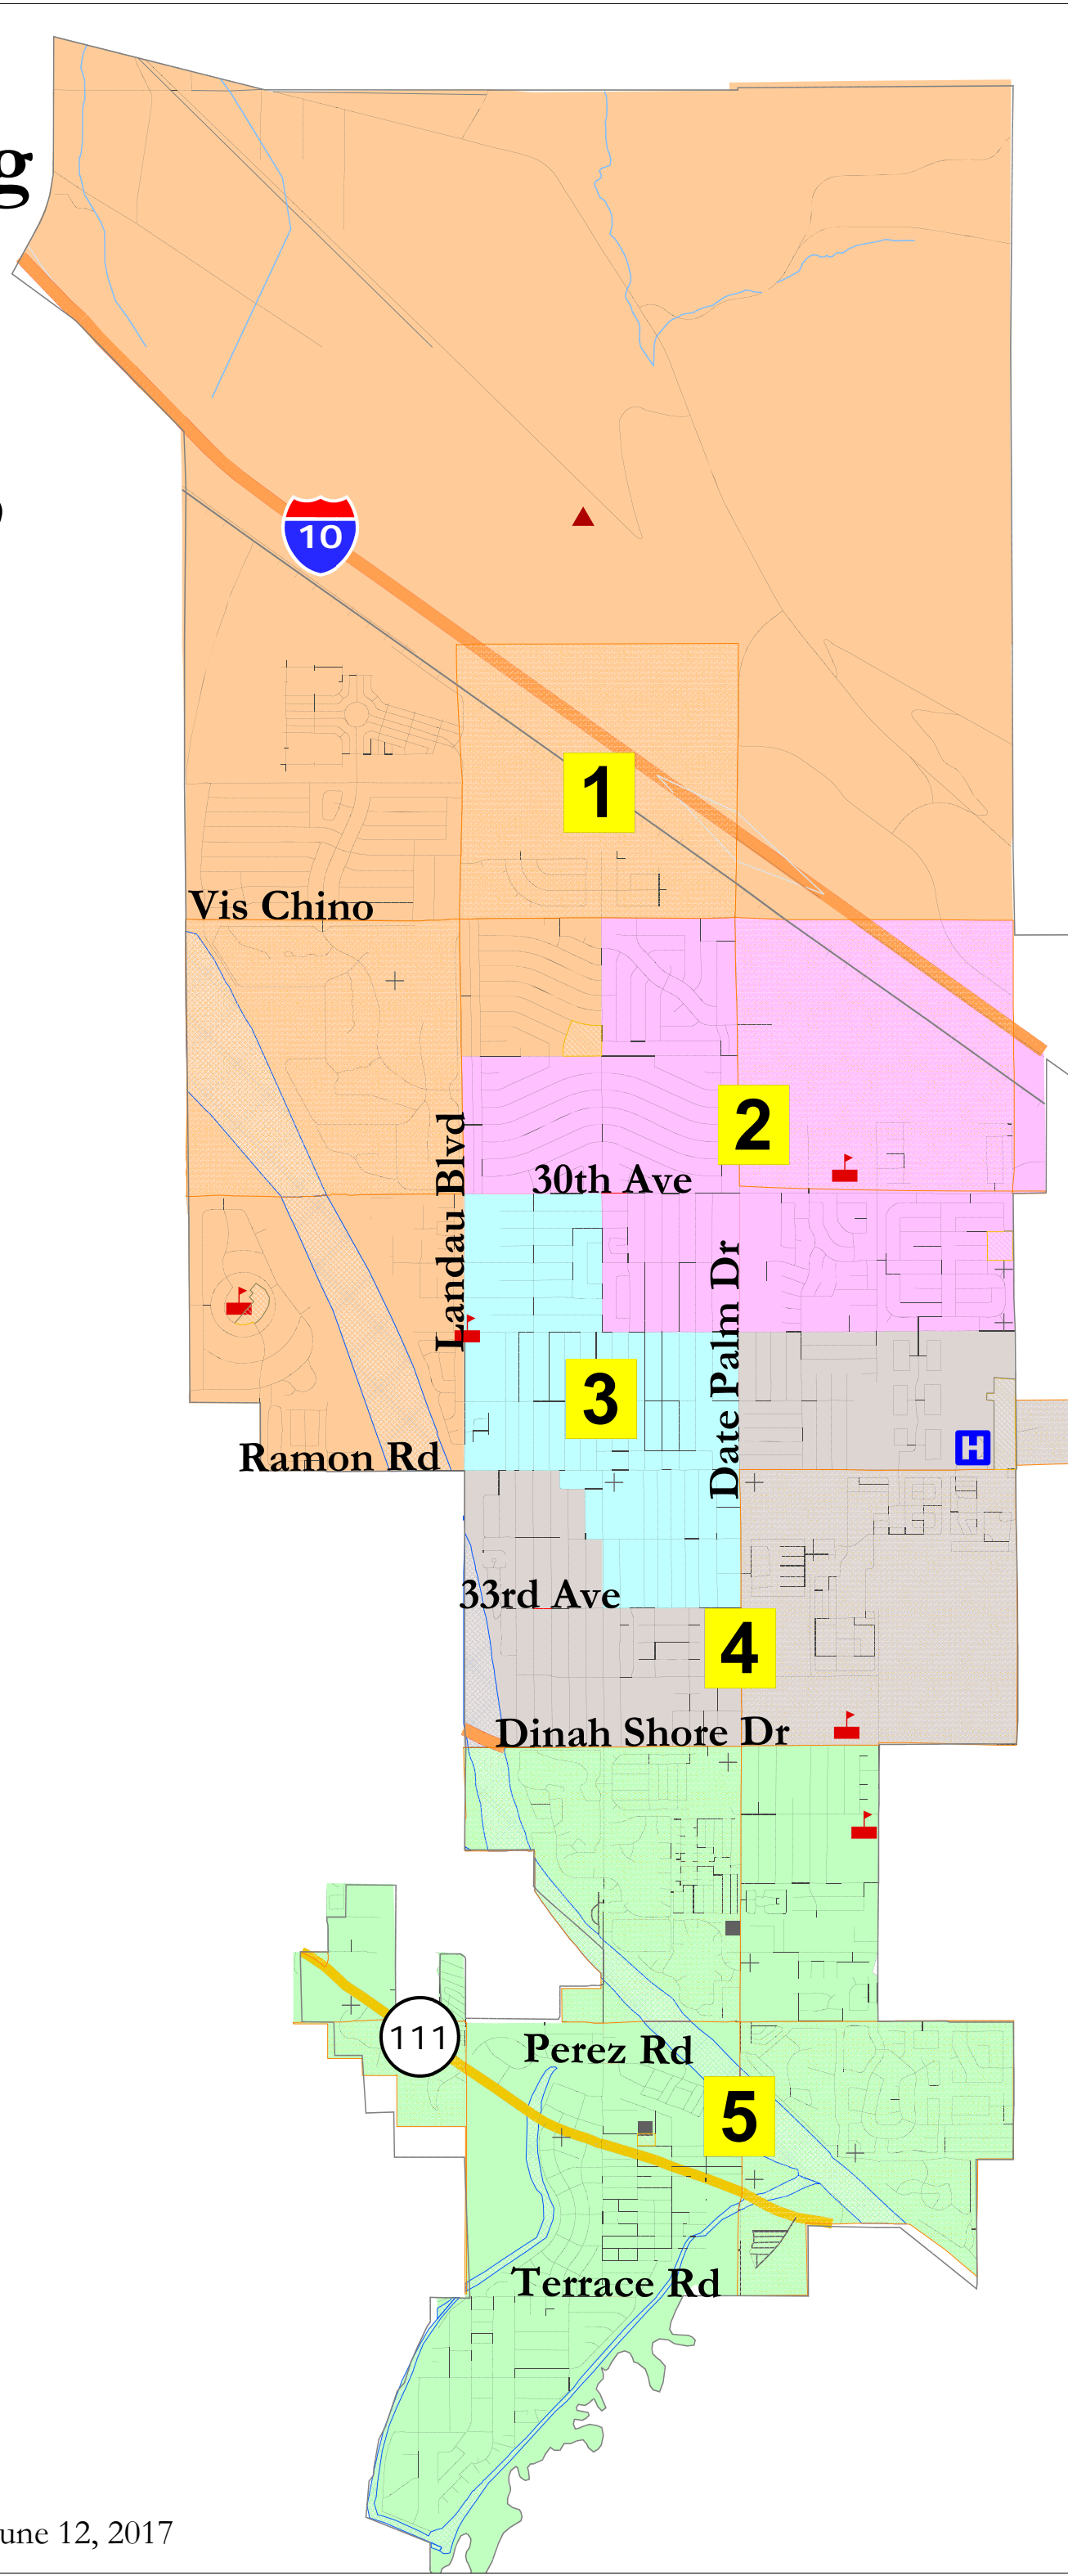 g
10
1
Vis Chino
2
Landau Blvd
30th Ave
Date Palm Dr
3
H
Ramon Rd
33rd Ave
4
Dinah Shore Dr
111
Perez Rd
5
Terrace Rd
une 12, 2017